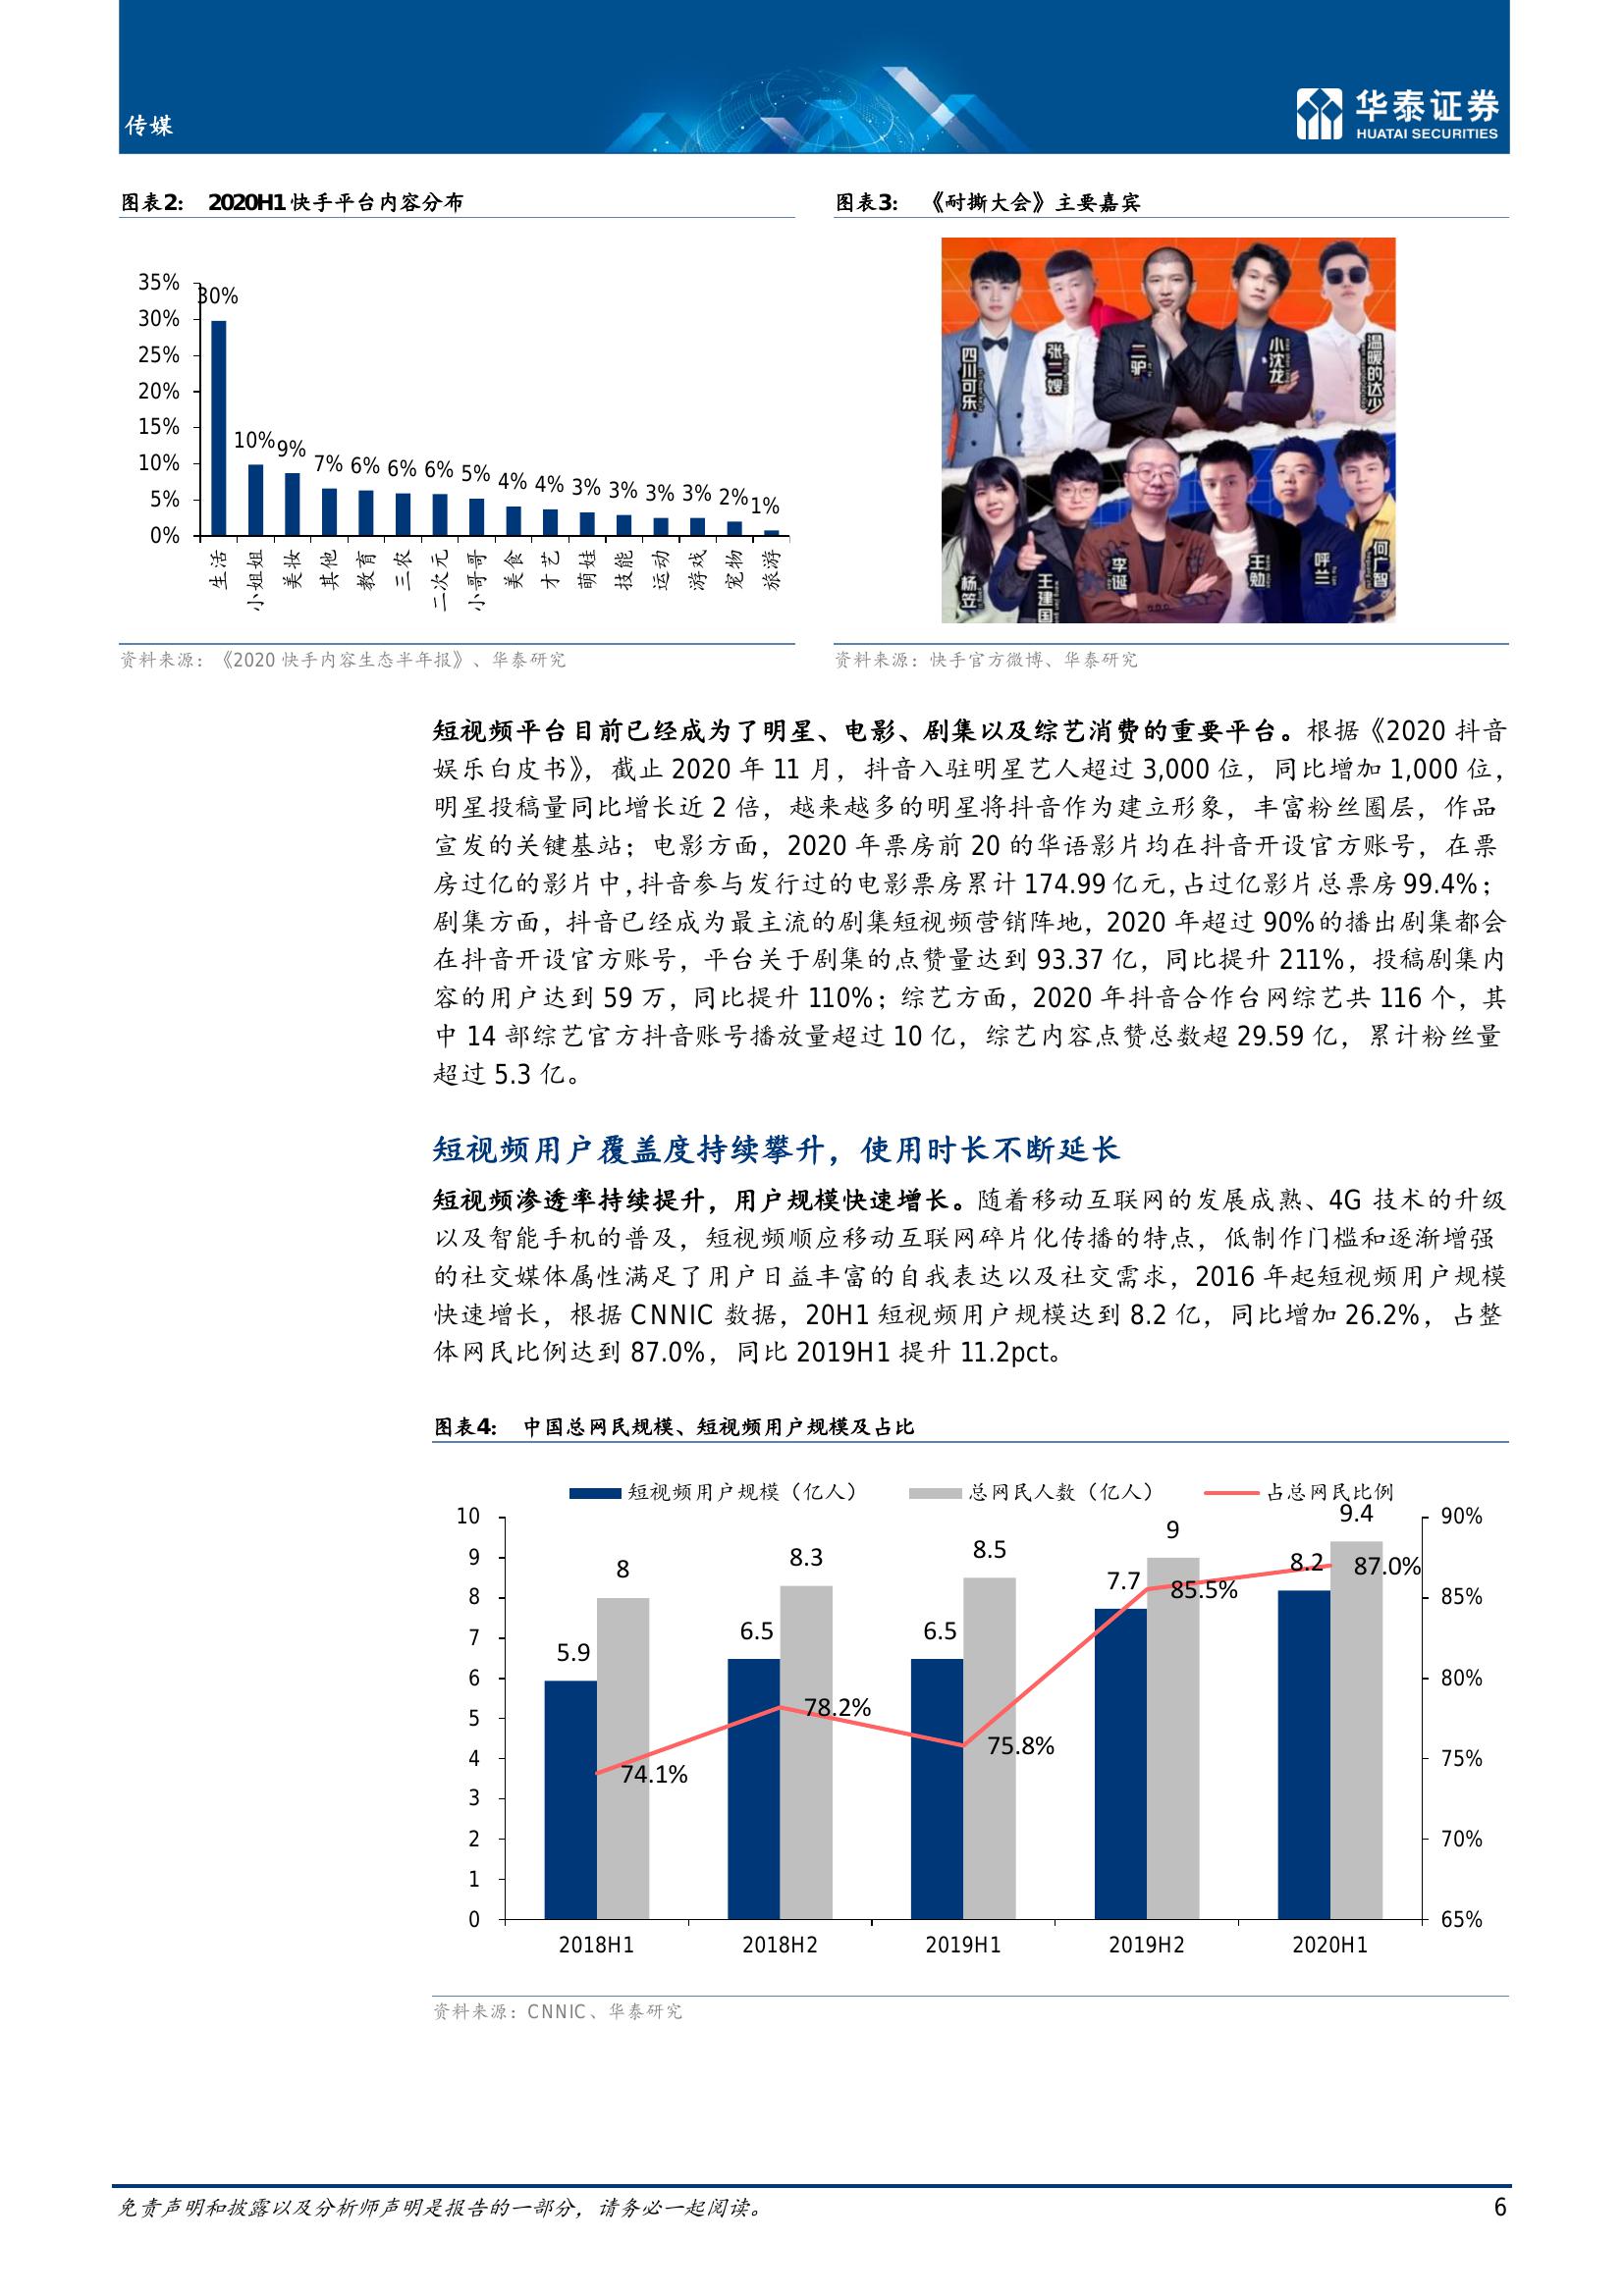 传媒
华泰证券
HUATAI SECURITIES
图表2: 2020H1 快手平台内容分布
35%
30%
25%
20%
15%
10%
5%
0%
30%
10%
9%
7%
6%
6%
6%
5%
4%
4%
3%
3%
3%
3%
2%
1%
生活
小姐姐
美妆
其他
教育
三农
二次元
小哥哥
美食
才艺
萌娃
技能
运动
游戏
宠物
旅游
资料来源：《2020 快手内容生态半年报》、华泰研究
图表3: 《耐撕大会》主要嘉宾
四川可乐
张二嫂
二驴
小沈龙
温暖的达少
杨笠
王建国
李诞
王勉
呼兰
何广智
资料来源：快手官方微博、华泰研究
短视频平台目前已经成为了明星、电影、剧集以及综艺消费的重要平台。根据《2020 抖音
娱乐白皮书》，截止 2020 年 11 月，抖音入驻明星艺人超过 3,000 位，同比增加 1,000 位，
明星投稿量同比增长近 2 倍，越来越多的明星将抖音作为建立形象，丰富粉丝圈层，作品
宣发的关键基站；电影方面，2020 年票房前 20 的华语影片均在抖音开设官方账号，在票
房过亿的影片中，抖音参与发行过的电影票房累计 174.99 亿元，占过亿影片总票房 99.4%；
剧集方面，抖音已经成为最主流的剧集短视频营销阵地，2020 年超过 90%的播出剧集都会
在抖音开设官方账号，平台关于剧集的点赞量达到 93.37 亿，同比提升 211%，投稿剧集内
容的用户达到 59 万，同比提升 110%；综艺方面，2020 年抖音合作台网综艺共 116 个，其
中 14 部综艺官方抖音账号播放量超过 10 亿，综艺内容点赞总数超 29.59 亿，累计粉丝量
超过 5.3 亿。
短视频用户覆盖度持续攀升，使用时长不断延长
短视频渗透率持续提升，用户规模快速增长。随着移动互联网的发展成熟、4G 技术的升级
以及智能手机的普及，短视频顺应移动互联网碎片化传播的特点，低制作门槛和逐渐增强
的社交媒体属性满足了用户日益丰富的自我表达以及社交需求，2016 年起短视频用户规模
快速增长，根据 CNNIC 数据，20H1 短视频用户规模达到 8.2 亿，同比增加 26.2%，占整
体网民比例达到 87.0%，同比 2019H1 提升 11.2pct。
图表4: 中国总网民规模、短视频用户规模及占比
短视频用户规模（亿人） 总网民人数（亿人） 占总网民比例
10
9
8
7
6
5
4
3
2
1
0
5.9
8
6.5
8.3
6.5
8.5
7.7
9
8.2
9.4
74.1%
78.2%
75.8%
85.5%
87.0%
90%
85%
80%
75%
70%
65%
2018H1 2018H2 2019H1 2019H2 2020H1
资料来源：CNNIC、华泰研究
免责声明和披露以及分析师声明是报告的一部分，请务必一起阅读。 6